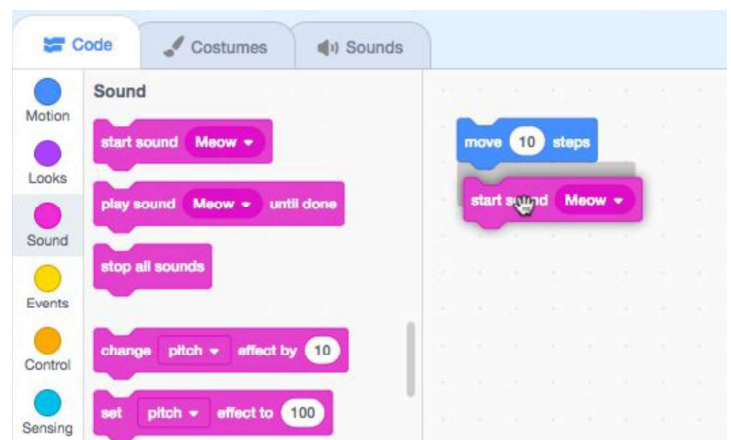 Code Costumes Sounds
Motion
Looks
Sound
Events
Control
Sensing
Sound
start sound Meow
play sound Meow until done
stop all sounds
change pitch effect by 10
set pitch effect to 100
move 10 steps
start sound Meow